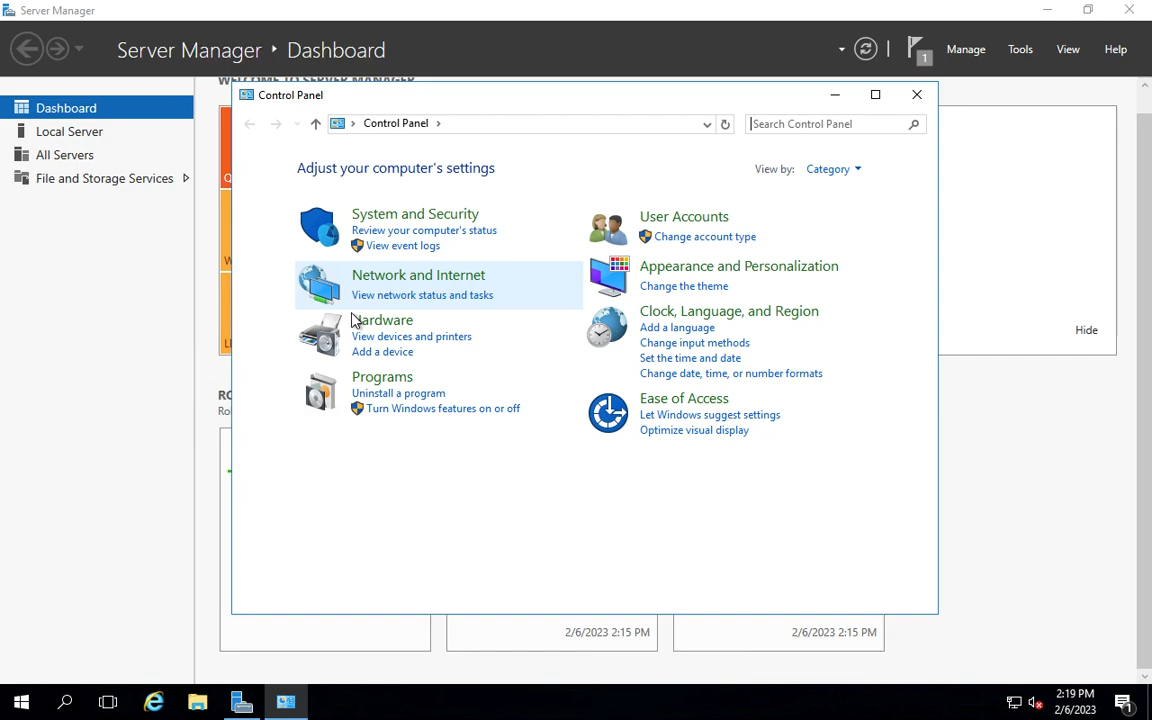 Server Manager
Server Manager • Dashboard
1
Manage
Tools
View
Help
Dashboard
Local Server
All Servers
File and Storage Services
WELCOME TO SERVER MANAGER
Control Panel
Control Panel
Search Control Panel
Adjust your computer's settings
View by:
Category
System and Security
Review your computer's status
View event logs
Network and Internet
View network status and tasks
Hardware
View devices and printers
Add a device
Programs
Uninstall a program
Turn Windows features on or off
User Accounts
Change account type
Appearance and Personalization
Change the theme
Clock, Language, and Region
Add a language
Change input methods
Set the time and date
Change date, time, or number formats
Ease of Access
Let Windows suggest settings
Optimize visual display
Hide
2/6/2023 2:15 PM
2/6/2023 2:15 PM
2:19 PM
2/6/2023
1